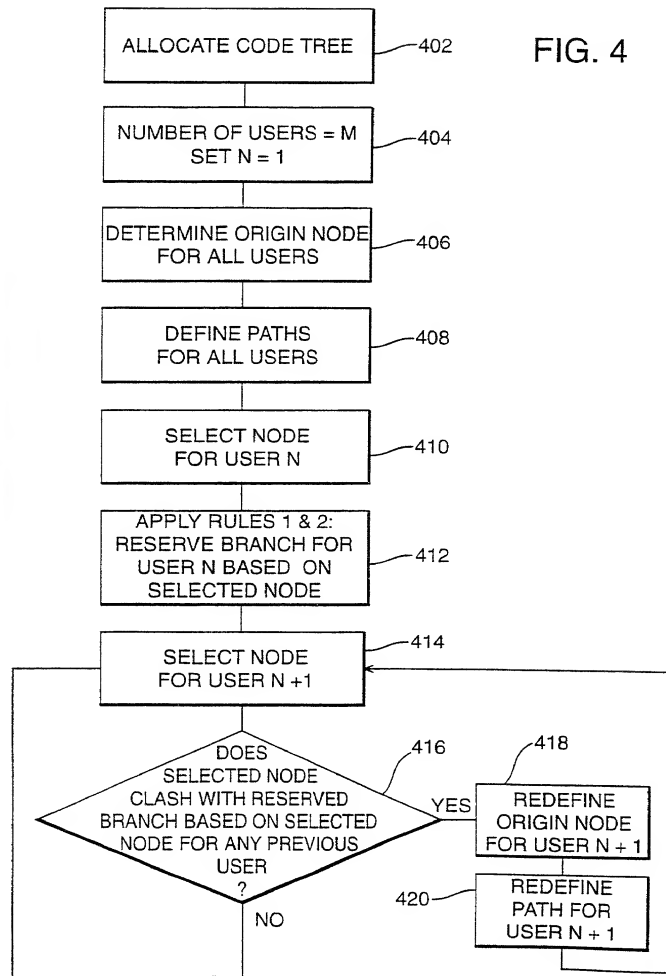 FIG. 4
ALLOCATE CODE TREE
402
NUMBER OF USERS = M
SET N = 1
404
DETERMINE ORIGIN NODE
FOR ALL USERS
406
DEFINE PATHS
FOR ALL USERS
408
SELECT NODE
FOR USER N
410
APPLY RULES 1 & 2:
RESERVE BRANCH FOR
USER N BASED ON
SELECTED NODE
412
SELECT NODE
FOR USER N +1
414
DOES
SELECTED NODE
CLASH WITH RESERVED
BRANCH BASED ON SELECTED
NODE FOR ANY PREVIOUS
USER
?
416
YES
NO
418
REDEFINE
ORIGIN NODE
FOR USER N + 1
420
REDEFINE
PATH FOR
USER N + 1